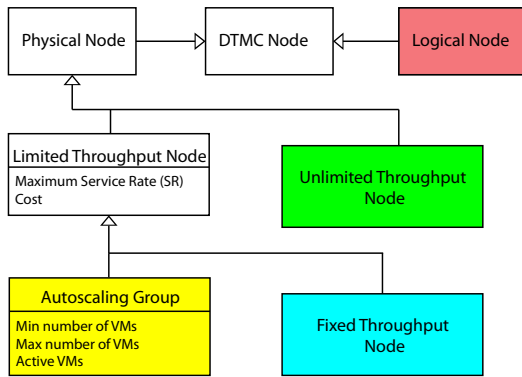 Physical Node
DTMC Node
Logical Node
Limited Throughput Node
Maximum Service Rate (SR)
Cost
Unlimited Throughput
Node
Autoscaling Group
Min number of VMs
Max number of VMs
Active VMs
Fixed Throughput
Node